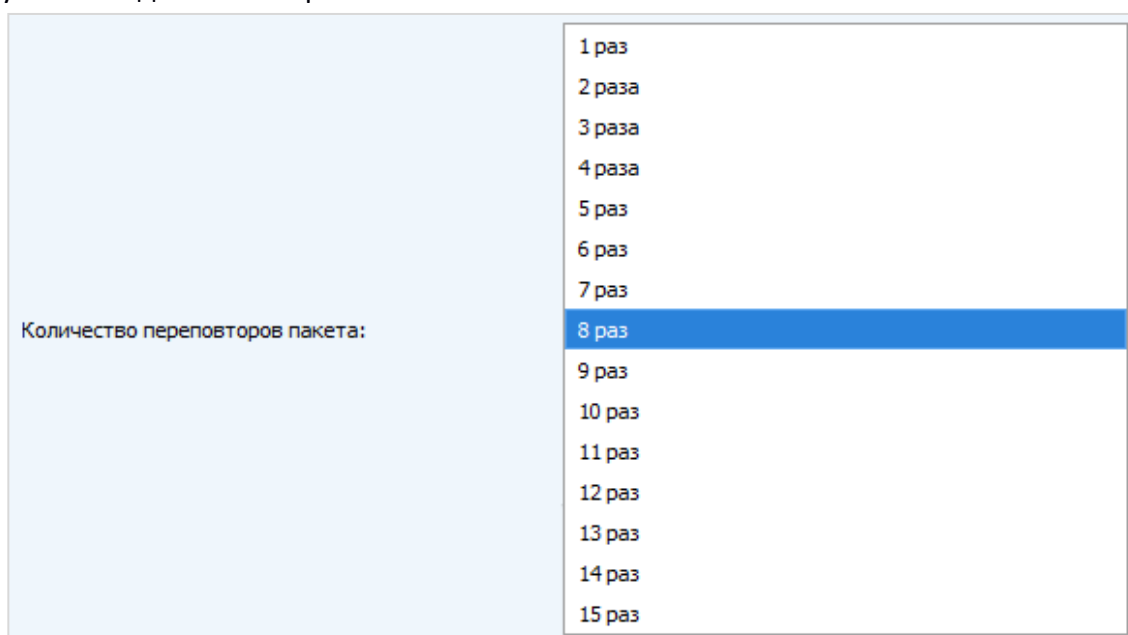 1 раз
2 раза
3 раза
4 раза
5 раз
6 раз
7 раз
Количество переповторов пакета:
8 раз
9 раз
10 раз
11 раз
12 раз
13 раз
14 раз
15 раз